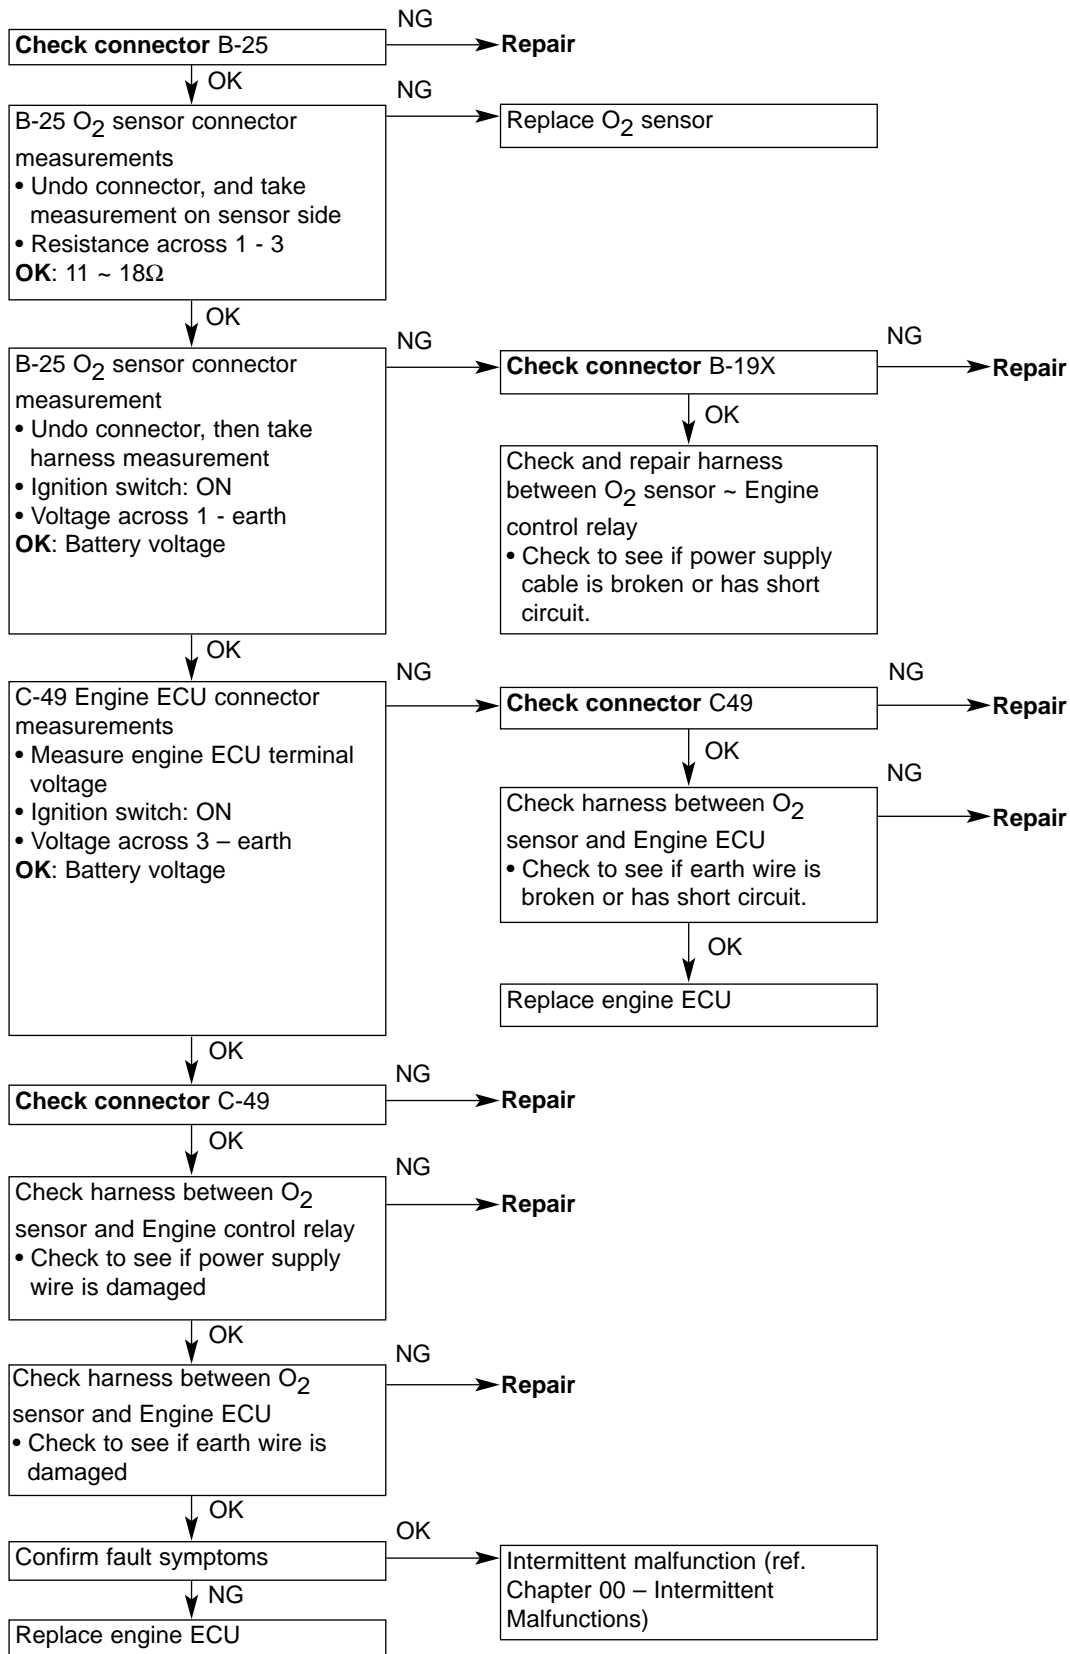 NG
Check connector B-25
Repair
OK
NG
B-25 O2 sensor connector
measurements
• Undo connector, and take
measurement on sensor side
• Resistance across 1 - 3
OK: 11 ~ 18Ω
Replace O2 sensor
OK
NG
B-25 O2 sensor connector
measurement
• Undo connector, then take
harness measurement
• Ignition switch: ON
• Voltage across 1 - earth
OK: Battery voltage
Check connector B-19X
NG
Repair
OK
Check and repair harness
between O2 sensor ~ Engine
control relay
• Check to see if power supply
cable is broken or has short
circuit.
OK
NG
C-49 Engine ECU connector
measurements
• Measure engine ECU terminal
voltage
• Ignition switch: ON
• Voltage across 3 – earth
OK: Battery voltage
Check connector C49
NG
Repair
OK
NG
Check harness between O2
sensor and Engine ECU
• Check to see if earth wire is
broken or has short circuit.
Repair
OK
Replace engine ECU
OK
NG
Check connector C-49
Repair
OK
NG
Check harness between O2
sensor and Engine control relay
• Check to see if power supply
wire is damaged
Repair
OK
NG
Check harness between O2
sensor and Engine ECU
• Check to see if earth wire is
damaged
Repair
OK
OK
Confirm fault symptoms
Intermittent malfunction (ref.
Chapter 00 – Intermittent
Malfunctions)
NG
Replace engine ECU